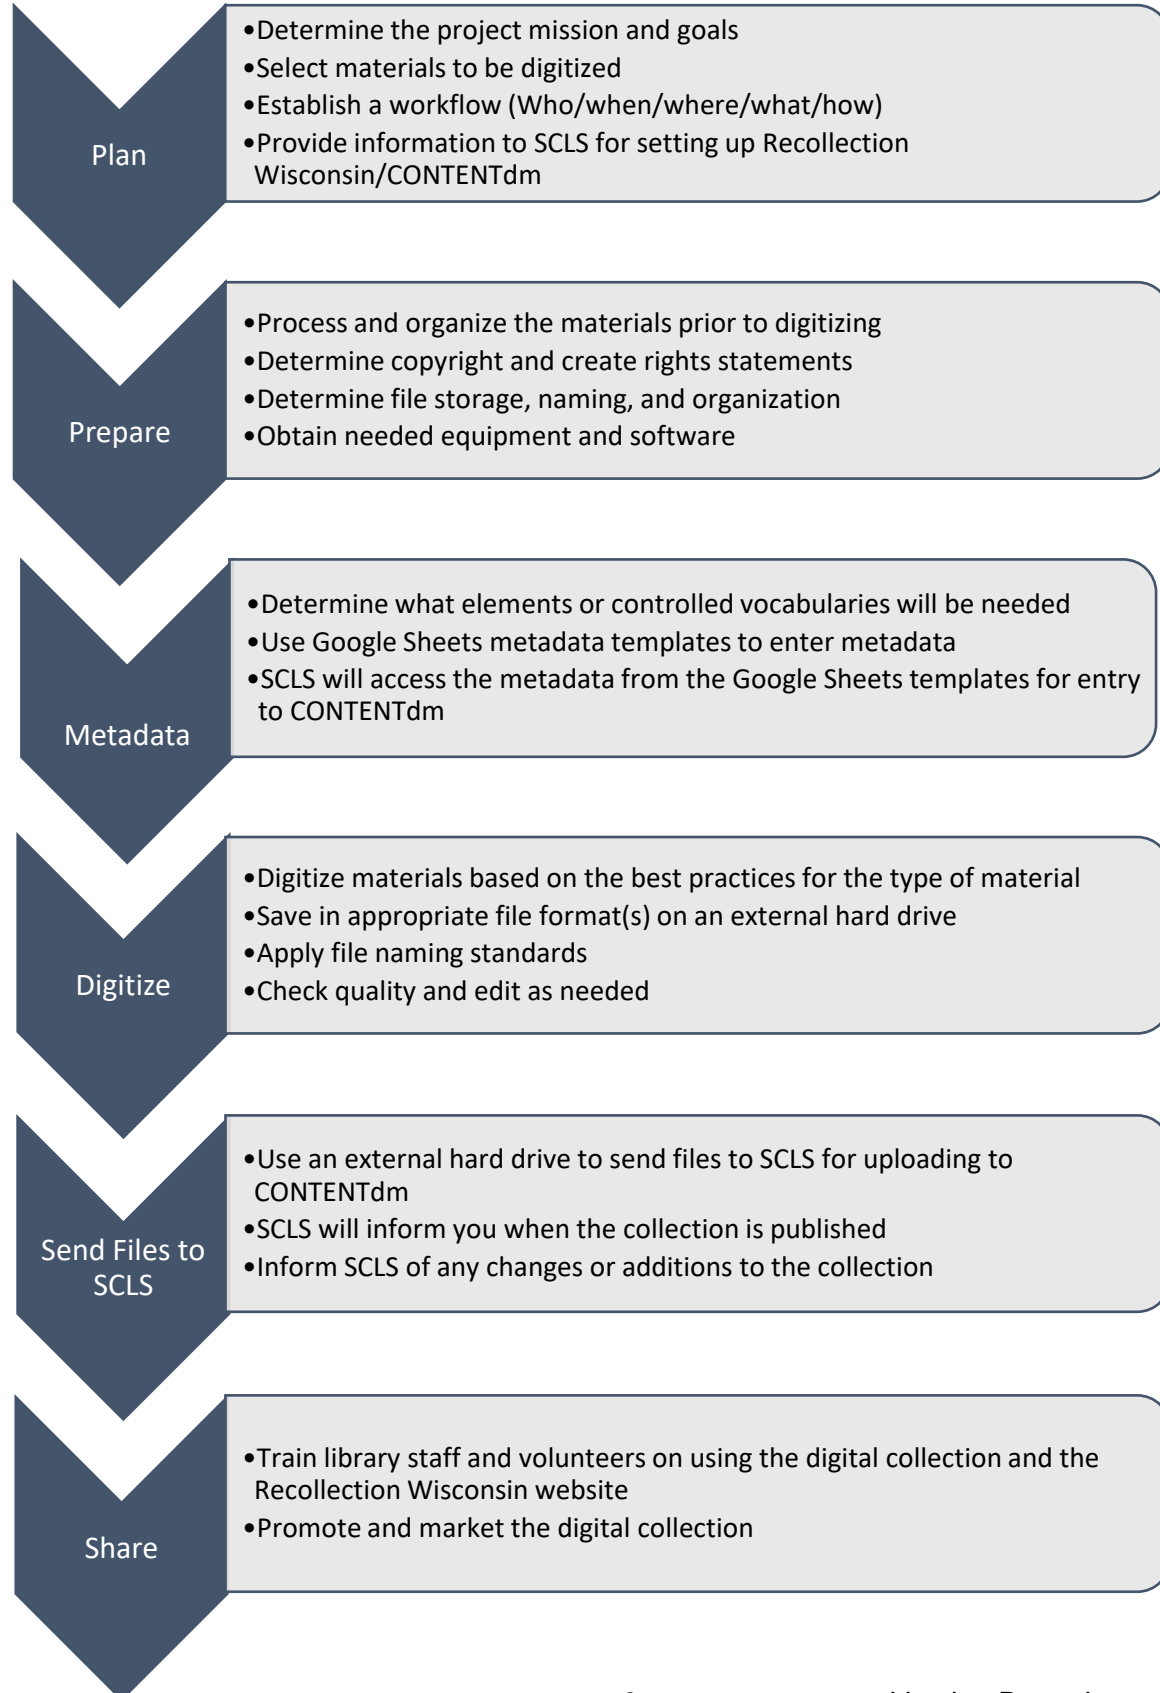 Plan
•Determine the project mission and goals
•Select materials to be digitized
•Establish a workflow (Who/when/where/what/how)
•Provide information to SCLS for setting up Recollection
Wisconsin/CONTENTdm
Prepare
•Process and organize the materials prior to digitizing
•Determine copyright and create rights statements
•Determine file storage, naming, and organization
•Obtain needed equipment and software
Metadata
•Determine what elements or controlled vocabularies will be needed
•Use Google Sheets metadata templates to enter metadata
•SCLS will access the metadata from the Google Sheets templates for entry
to CONTENTdm
Digitize
•Digitize materials based on the best practices for the type of material
•Save in appropriate file format(s) on an external hard drive
•Apply file naming standards
•Check quality and edit as needed
Send Files to
SCLS
•Use an external hard drive to send files to SCLS for uploading to
CONTENTdm
•SCLS will inform you when the collection is published
•Inform SCLS of any changes or additions to the collection
Share
•Train library staff and volunteers on using the digital collection and the
Recollection Wisconsin website
•Promote and market the digital collection